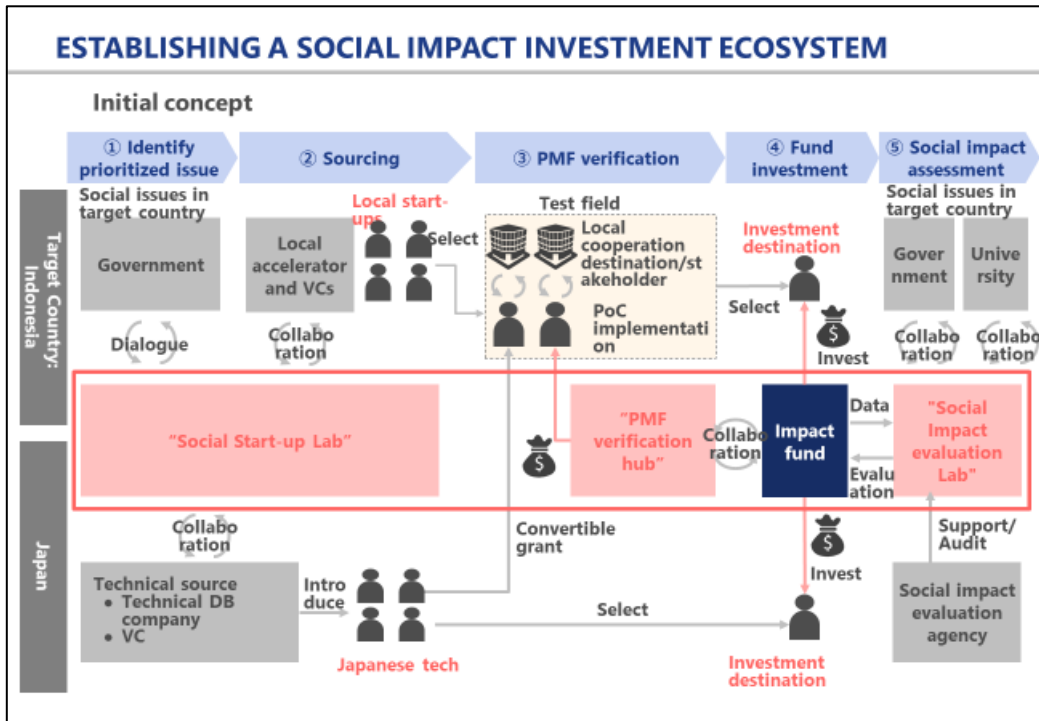 ESTABLISHING A SOCIAL IMPACT INVESTMENT ECOSYSTEM
Initial concept
① Identify
prioritized issue
② Sourcing
③ PMF verification
④ Fund
investment
⑤ Social impact
assessment
Target Country:
Indonesia
Social issues in
target country
Government
Local
accelerator
and VCs
Local start-
ups
Select
Test field
Local
cooperation
destination/st
akeholder
PoC
implementati
on
Investment
destination
Select
$
Invest
Social issues in
target country
Gover
nment
Unive
rsity
Dialogue
Collabo
ration
Collabo
ration
Collabo
ration
"Social Start-up Lab"
$
"PMF
verification
hub"
Collabo
ration
Impact
fund
Data
Evalu
ation
"Social
Impact
evaluation
Lab"
Japan
Collabo
ration
Technical source
• Technical DB
company
• VC
Intro
duce
Japanese tech
Convertible
grant
Select
$
Invest
Investment
destination
Support/
Audit
Social impact
evaluation
agency